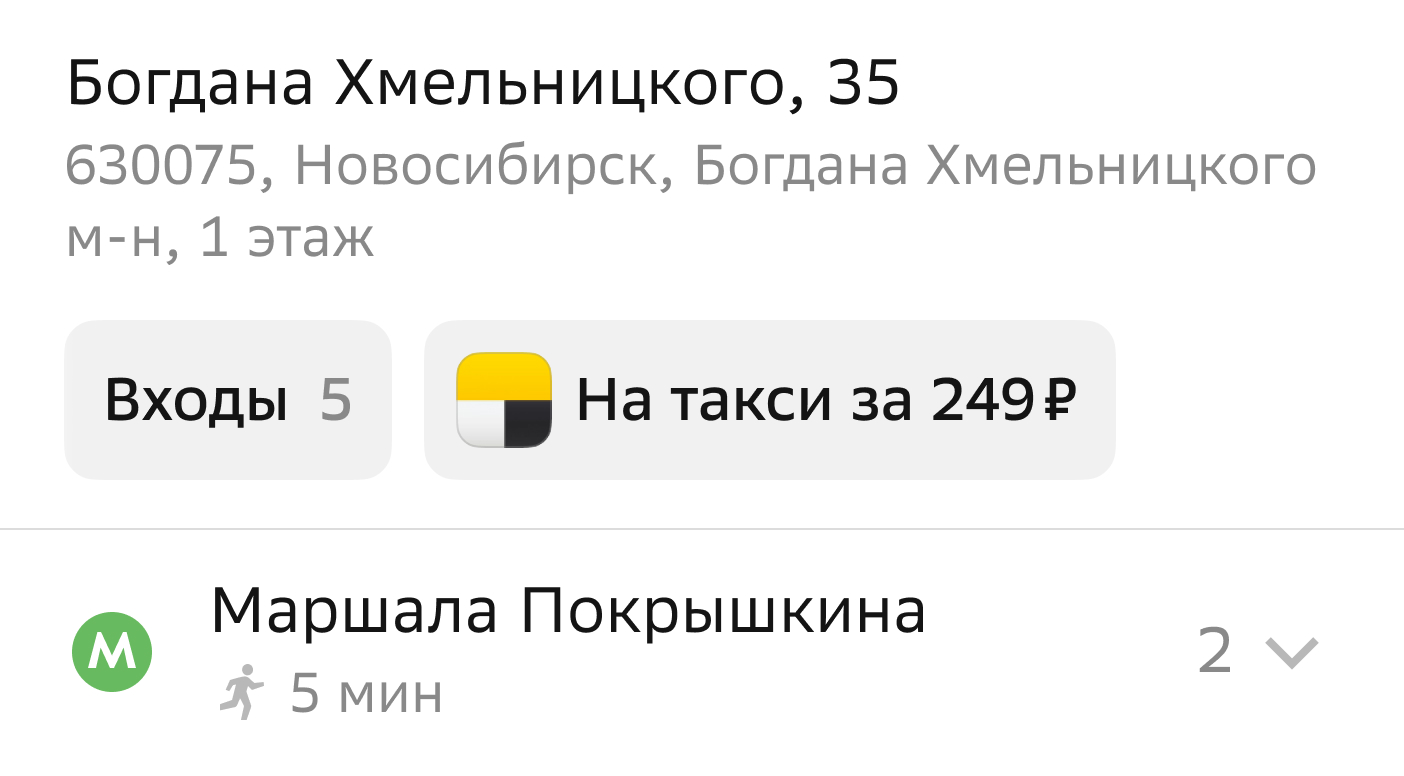 Богдана Хмельницкого, 35
630075, Новосибирск, Богдана Хмельницкого
м-н, 1 этаж
Входы 5
На такси за 249 ₽
М
Маршала Покрышкина
5 мин
2